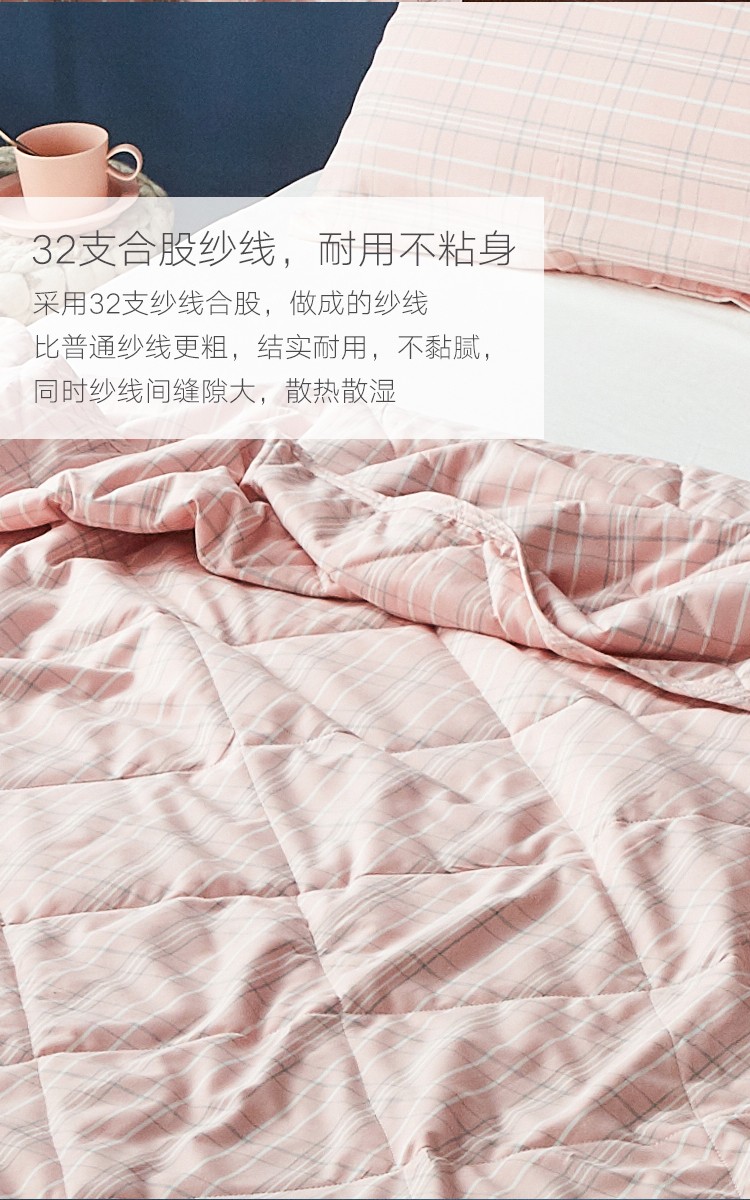 32支合股纱线，耐用不粘身
采用32支纱线合股，做成的纱线
比普通纱线更粗，结实耐用，不黏腻，
同时纱线间缝隙大，散热散湿